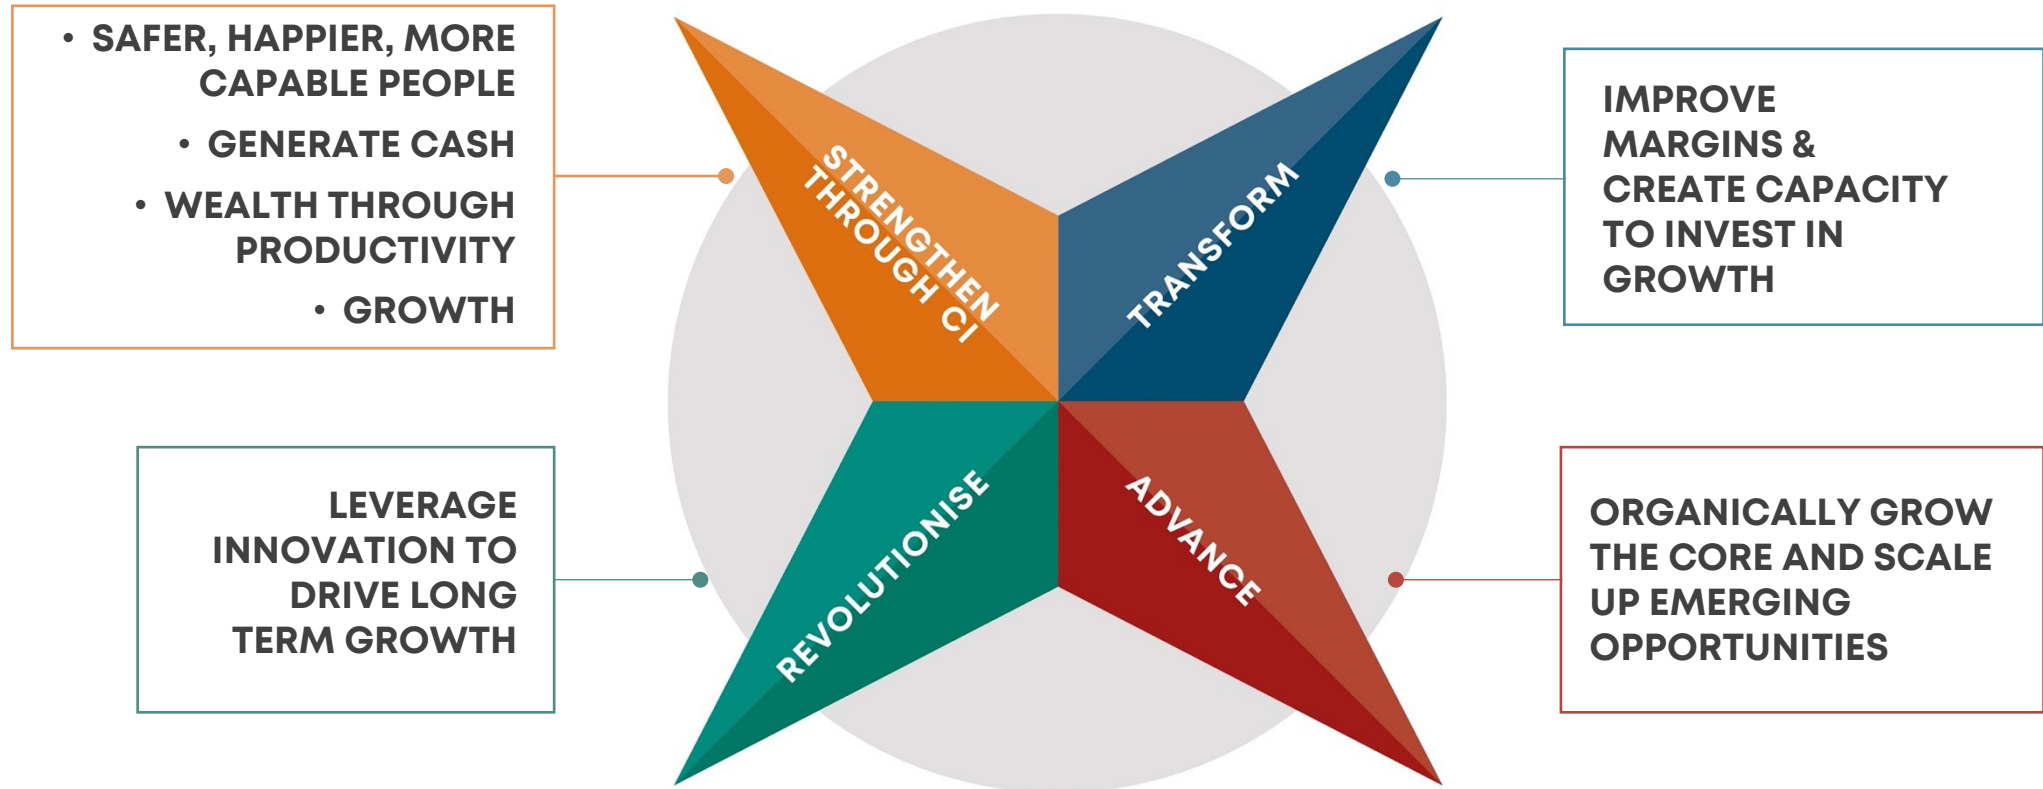 • SAFER, HAPPIER, MORE
CAPABLE PEOPLE
• GENERATE CASH
• WEALTH THROUGH
PRODUCTIVITY
• GROWTH
STRENGTHEN
THROUGH CI
TRANSFORM
IMPROVE
MARGINS &
CREATE CAPACITY
TO INVEST IN
GROWTH
LEVERAGE
INNOVATION TO
DRIVE LONG
TERM GROWTH
REVOLUTIONISE
ADVANCE
ORGANICALLY GROW
THE CORE AND SCALE
UP EMERGING
OPPORTUNITIES